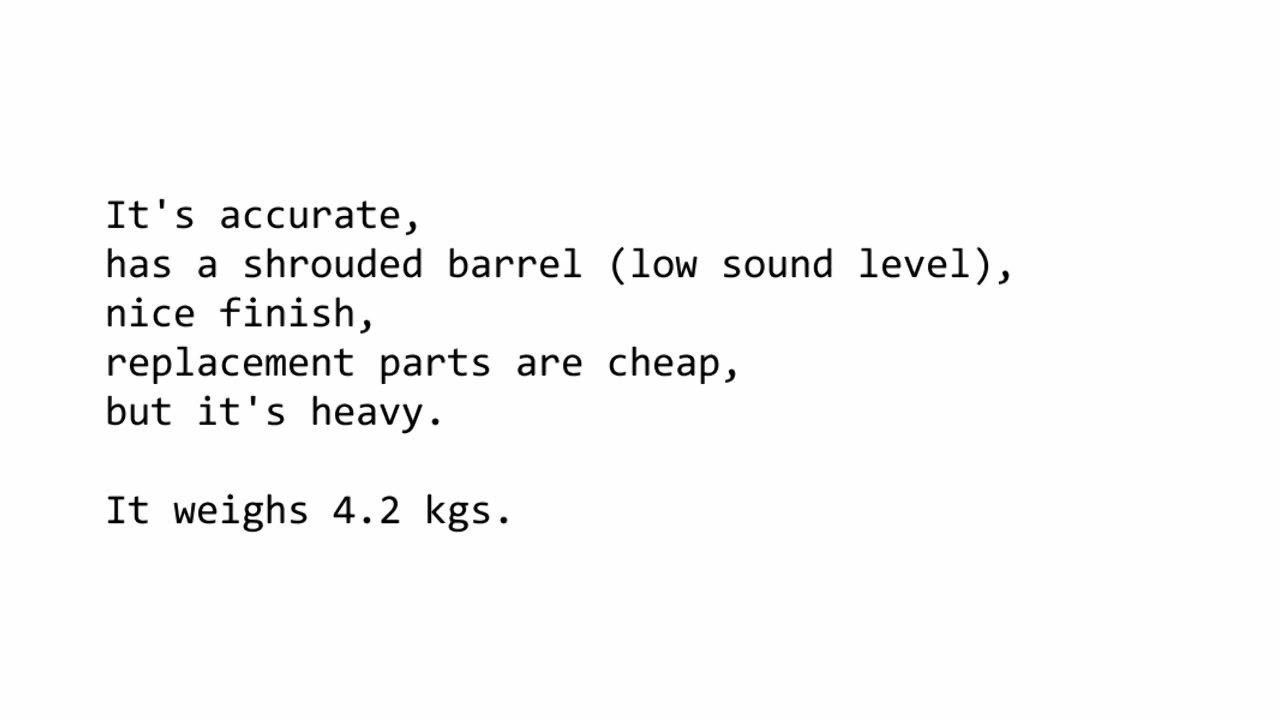 It's accurate,
has a shrouded barrel (low sound level),
nice finish,
replacement parts are cheap,
but it's heavy.
It weighs 4.2 kgs.